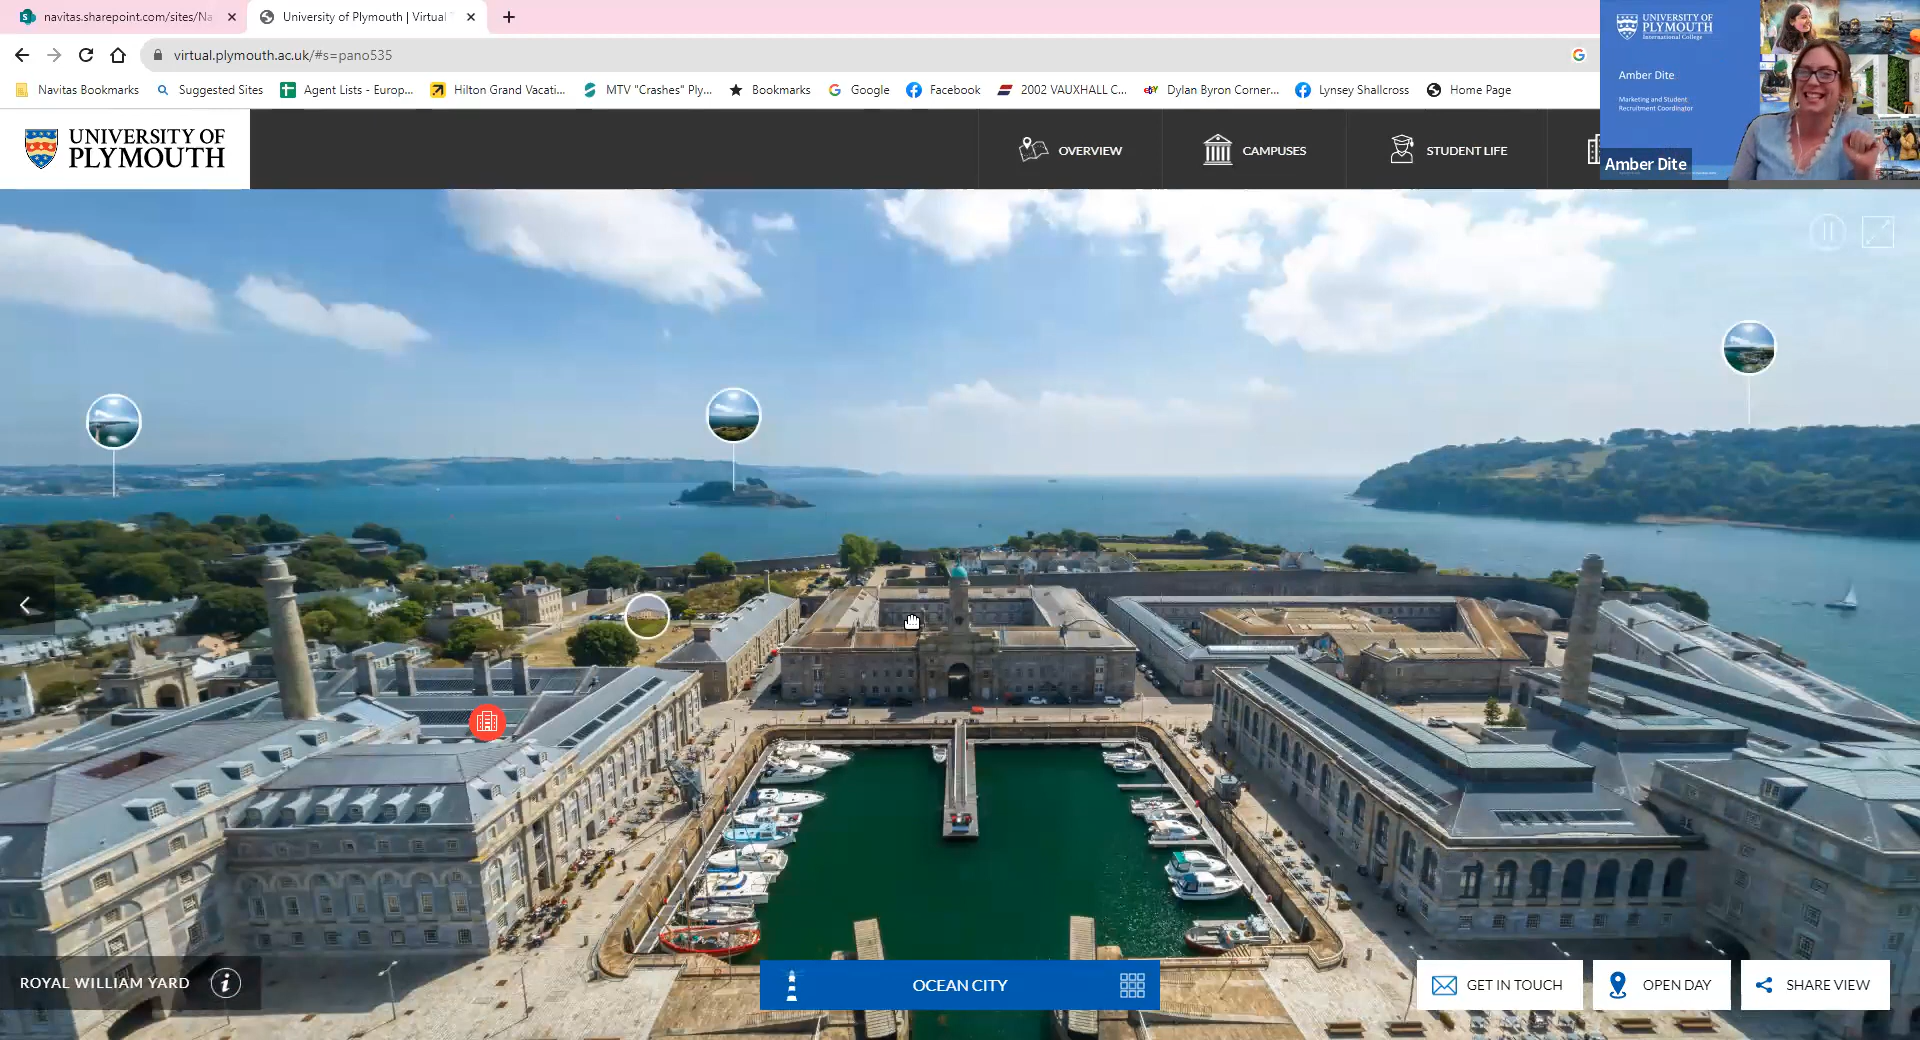 navitas.sharepoint.com/sites/Na
University of Plymouth | Virtual T
virtual.plymouth.ac.uk/#s=pano535
Navitas Bookmarks
Suggested Sites
Agent Lists - Europ...
Hilton Grand Vacati...
MTV "Crashes" Ply...
Bookmarks
Google
Facebook
2002 VAUXHALL C...
Dylan Byron Corner...
Lynsey Shallcross
Home Page
UNIVERSITY OF
PLYMOUTH
OVERVIEW
CAMPUSES
STUDENT LIFE
UNIVERSITY OF
PLYMOUTH
International College
Amber Dite
Marketing and Student
Recruitment Coordinator
Amber Dite
ROYAL WILLIAM YARD
OCEAN CITY
GET IN TOUCH
OPEN DAY
SHARE VIEW